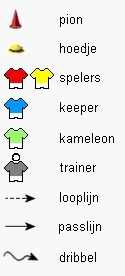 pion
hoedje
spelers
keeper
kameleon
trainer
looplijn
passlijn
dribbel